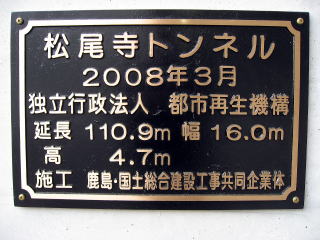 松尾寺トンネル
2008年3月
独立行政法人 都市再生機構
延長 110.9m 幅 16.0m
高 4.7m
施工 鹿島・国土総合建設工事共同企業体